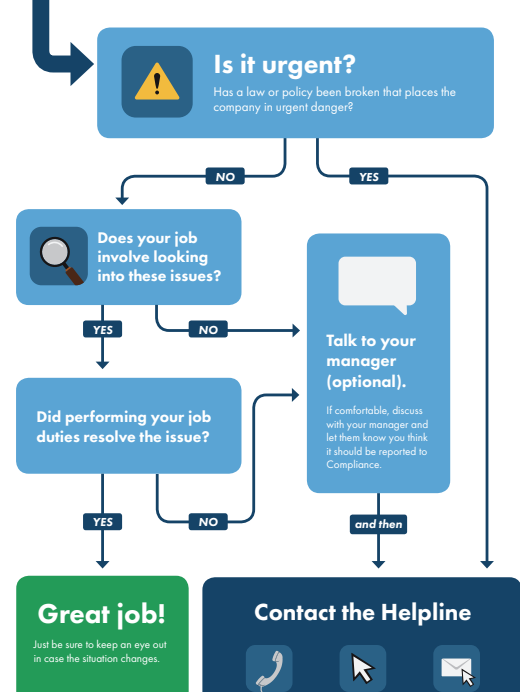 Is it urgent?
Has a law or policy been broken that places the
company in urgent danger?
NO
YES
Does your job
involve looking
into these issues?
YES
NO
Talk to your
manager
(optional).
If comfortable, discuss
with your manager and
let them know you think
it should be reported to
Compliance.
Did performing your job
duties resolve the issue?
YES
NO
and then
Great job!
Just be sure to keep an eye out
in case the situation changes.
Contact the Helpline